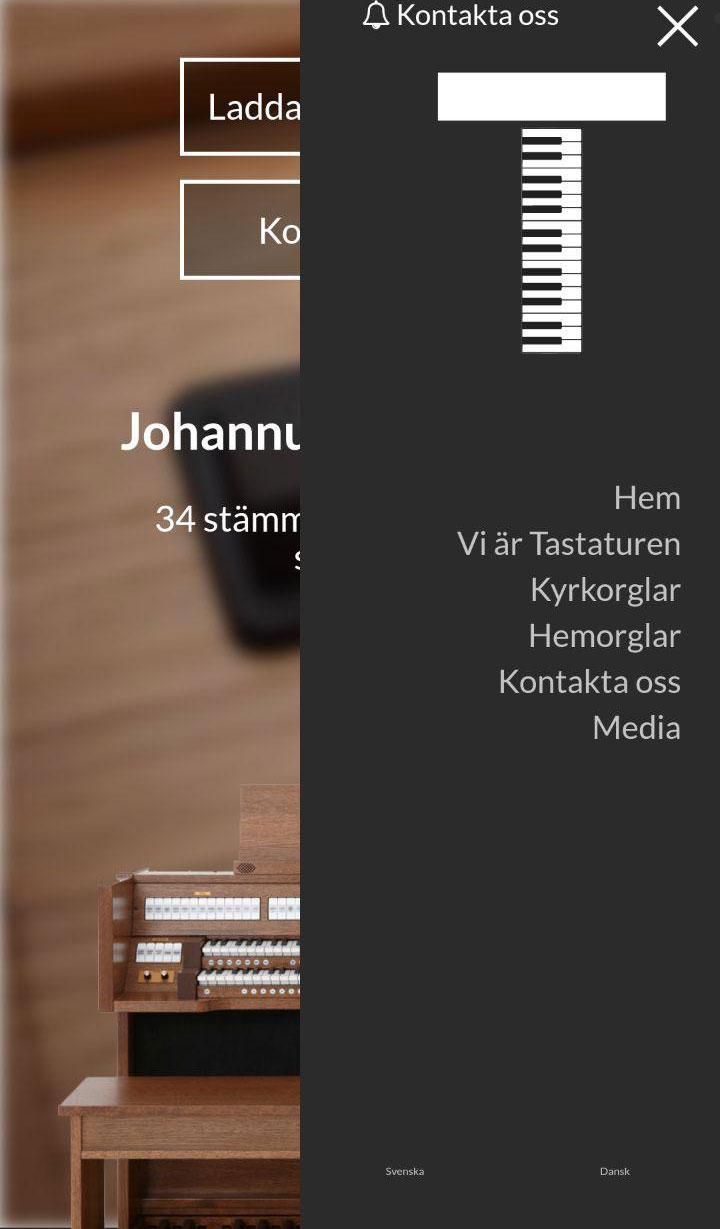 Kontakta oss
Ladda
Ko
Johannu
34 stämm
s
Hem
Vi är Tastaturen
Kyrkorglar
Hemorglar
Kontakta oss
Media
Svenska
Dansk